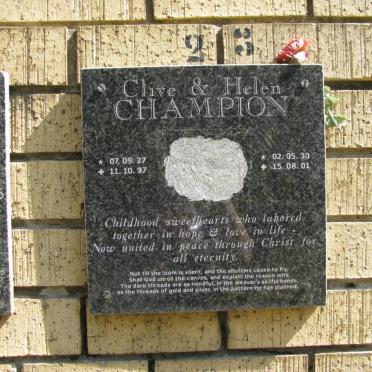 23
Clive & Helen
CHAMPION
* 07.09.27
+ 11.10.97
* 02.05.30
+ 15.08.01
Childhood sweethearts who labored
together in hope & love in life -
Now united in peace through Christ for
all eternity.
Not till the loom is silent, and the shuttles cease to fly,
Shall God unroll the canvas, and explain the reason why
The dark threads are as needful, in the Weaver's skilful hands,
as the threads of gold and silver, in the pattern He has planned.